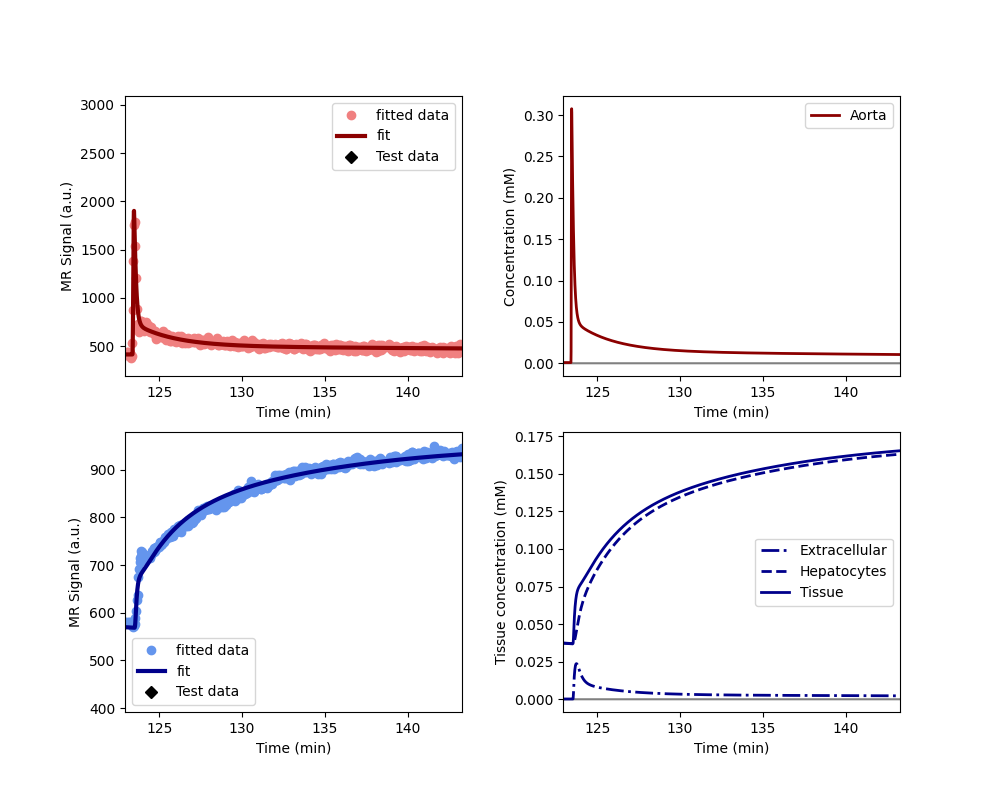 3000
2500
2000
1500
1000
500
MR Signal (a.u.)
125
130
135
140
Time (min)
fitted data
fit
Test data
0.30
0.25
0.20
0.15
0.10
0.05
0.00
Concentration (mM)
125
130
135
140
Time (min)
Aorta
900
800
700
600
500
400
MR Signal (a.u.)
125
130
135
140
Time (min)
fitted data
fit
Test data
0.175
0.150
0.125
0.100
0.075
0.050
0.025
0.000
Tissue concentration (mM)
125
130
135
140
Time (min)
Extracellular
Hepatocytes
Tissue